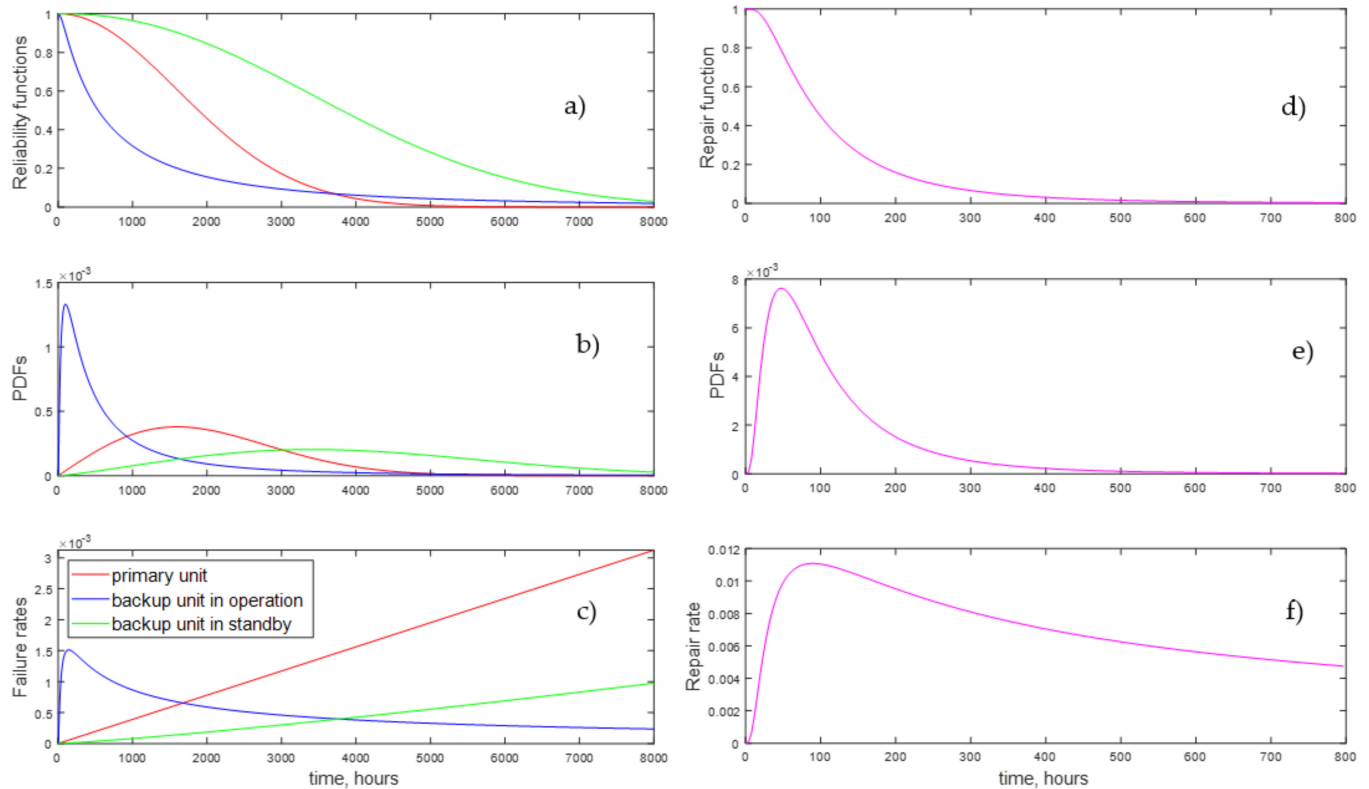 Reliability functions
1
0.8
0.6
0.4
0.2
0
0 1000 2000 3000 4000 5000 6000 7000 8000
a)
Repair function
1
0.8
0.6
0.4
0.2
0
0 100 200 300 400 500 600 700 800
d)
PDFs
×10-3
1.5
1
0.5
0
0 1000 2000 3000 4000 5000 6000 7000 8000
b)
PDFs
×10-3
8
6
4
2
0
0 100 200 300 400 500 600 700 800
e)
Failure rates
×10-3
3
2.5
2
1.5
1
0.5
0
primary unit
backup unit in operation
backup unit in standby
c)
0 1000 2000 3000 4000 5000 6000 7000 8000
time, hours
Repair rate
0.012
0.01
0.008
0.006
0.004
0.002
0
f)
0 100 200 300 400 500 600 700 800
time, hours